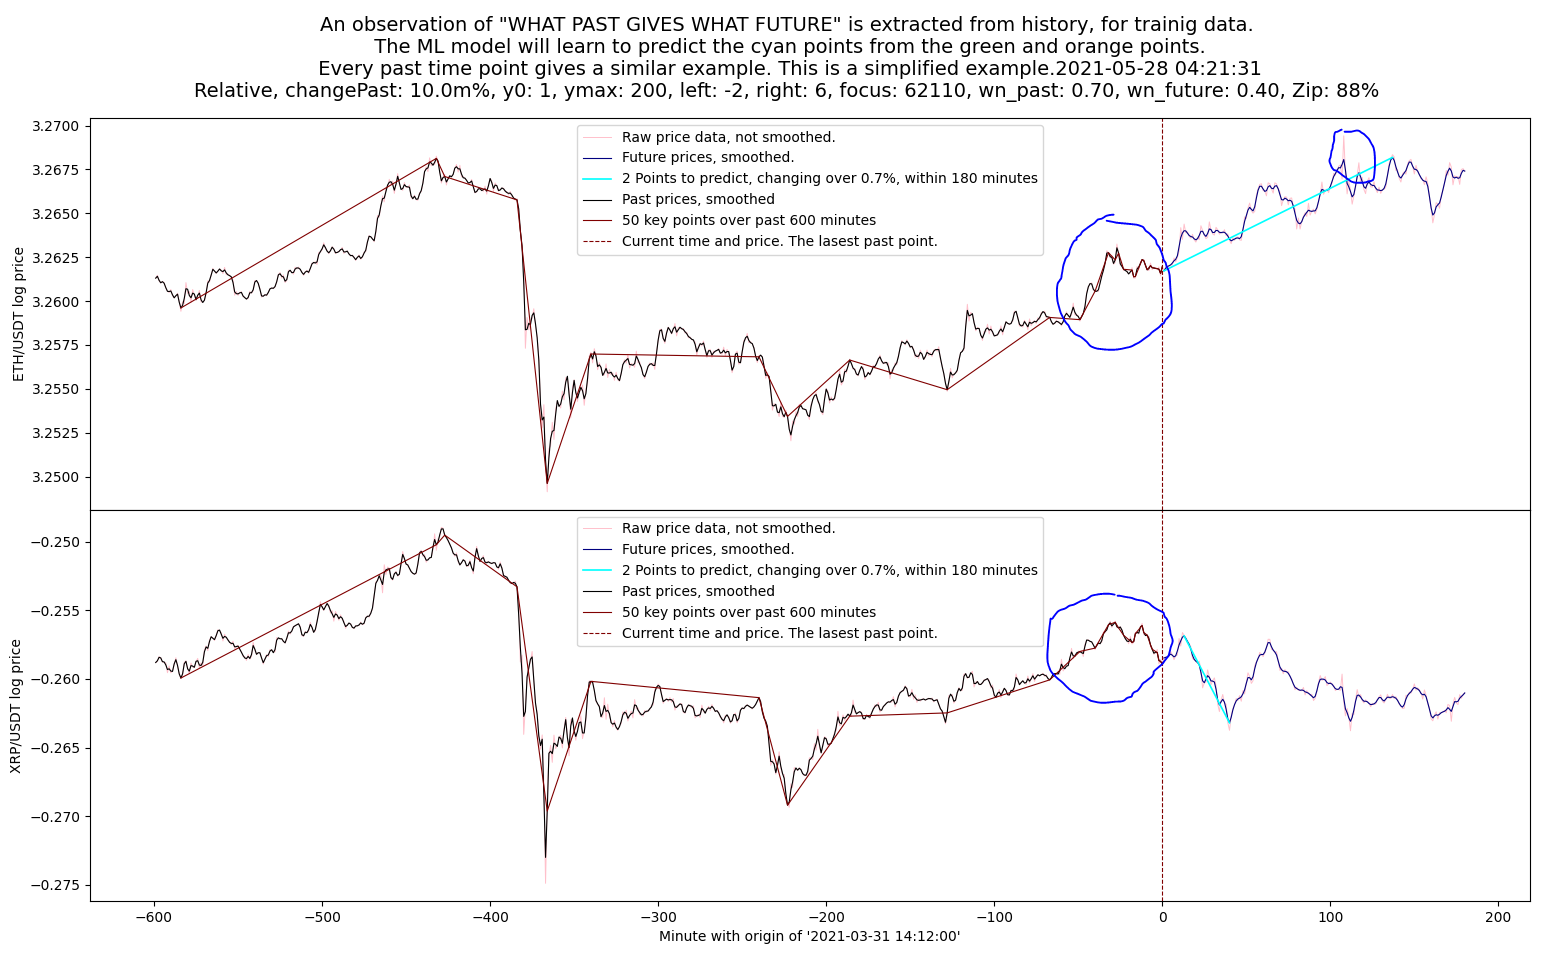 An observation of "WHAT PAST GIVES WHAT FUTURE" is extracted from history, for trainig data.
The ML model will learn to predict the cyan points from the green and orange points.
Every past time point gives a similar example. This is a simplified example.2021-05-28 04:21:31
Relative, changePast: 10.0m%, y0: 1, ymax: 200, left: -2, right: 6, focus: 62110, wn_past: 0.70, wn_future: 0.40, Zip: 88%
3.2700
3.2675
3.2650
3.2625
3.2600
3.2575
3.2550
3.2525
3.2500
ETH/USDT log price
Raw price data, not smoothed.
Future prices, smoothed.
2 Points to predict, changing over 0.7%, within 180 minutes
Past prices, smoothed
50 key points over past 600 minutes
Current time and price. The lasest past point.
−0.250
−0.255
−0.260
−0.265
−0.270
−0.275
XRP/USDT log price
Raw price data, not smoothed.
Future prices, smoothed.
2 Points to predict, changing over 0.7%, within 180 minutes
Past prices, smoothed
50 key points over past 600 minutes
Current time and price. The lasest past point.
−600 −500 −400 −300 −200 −100 0 100 200
Minute with origin of '2021-03-31 14:12:00'